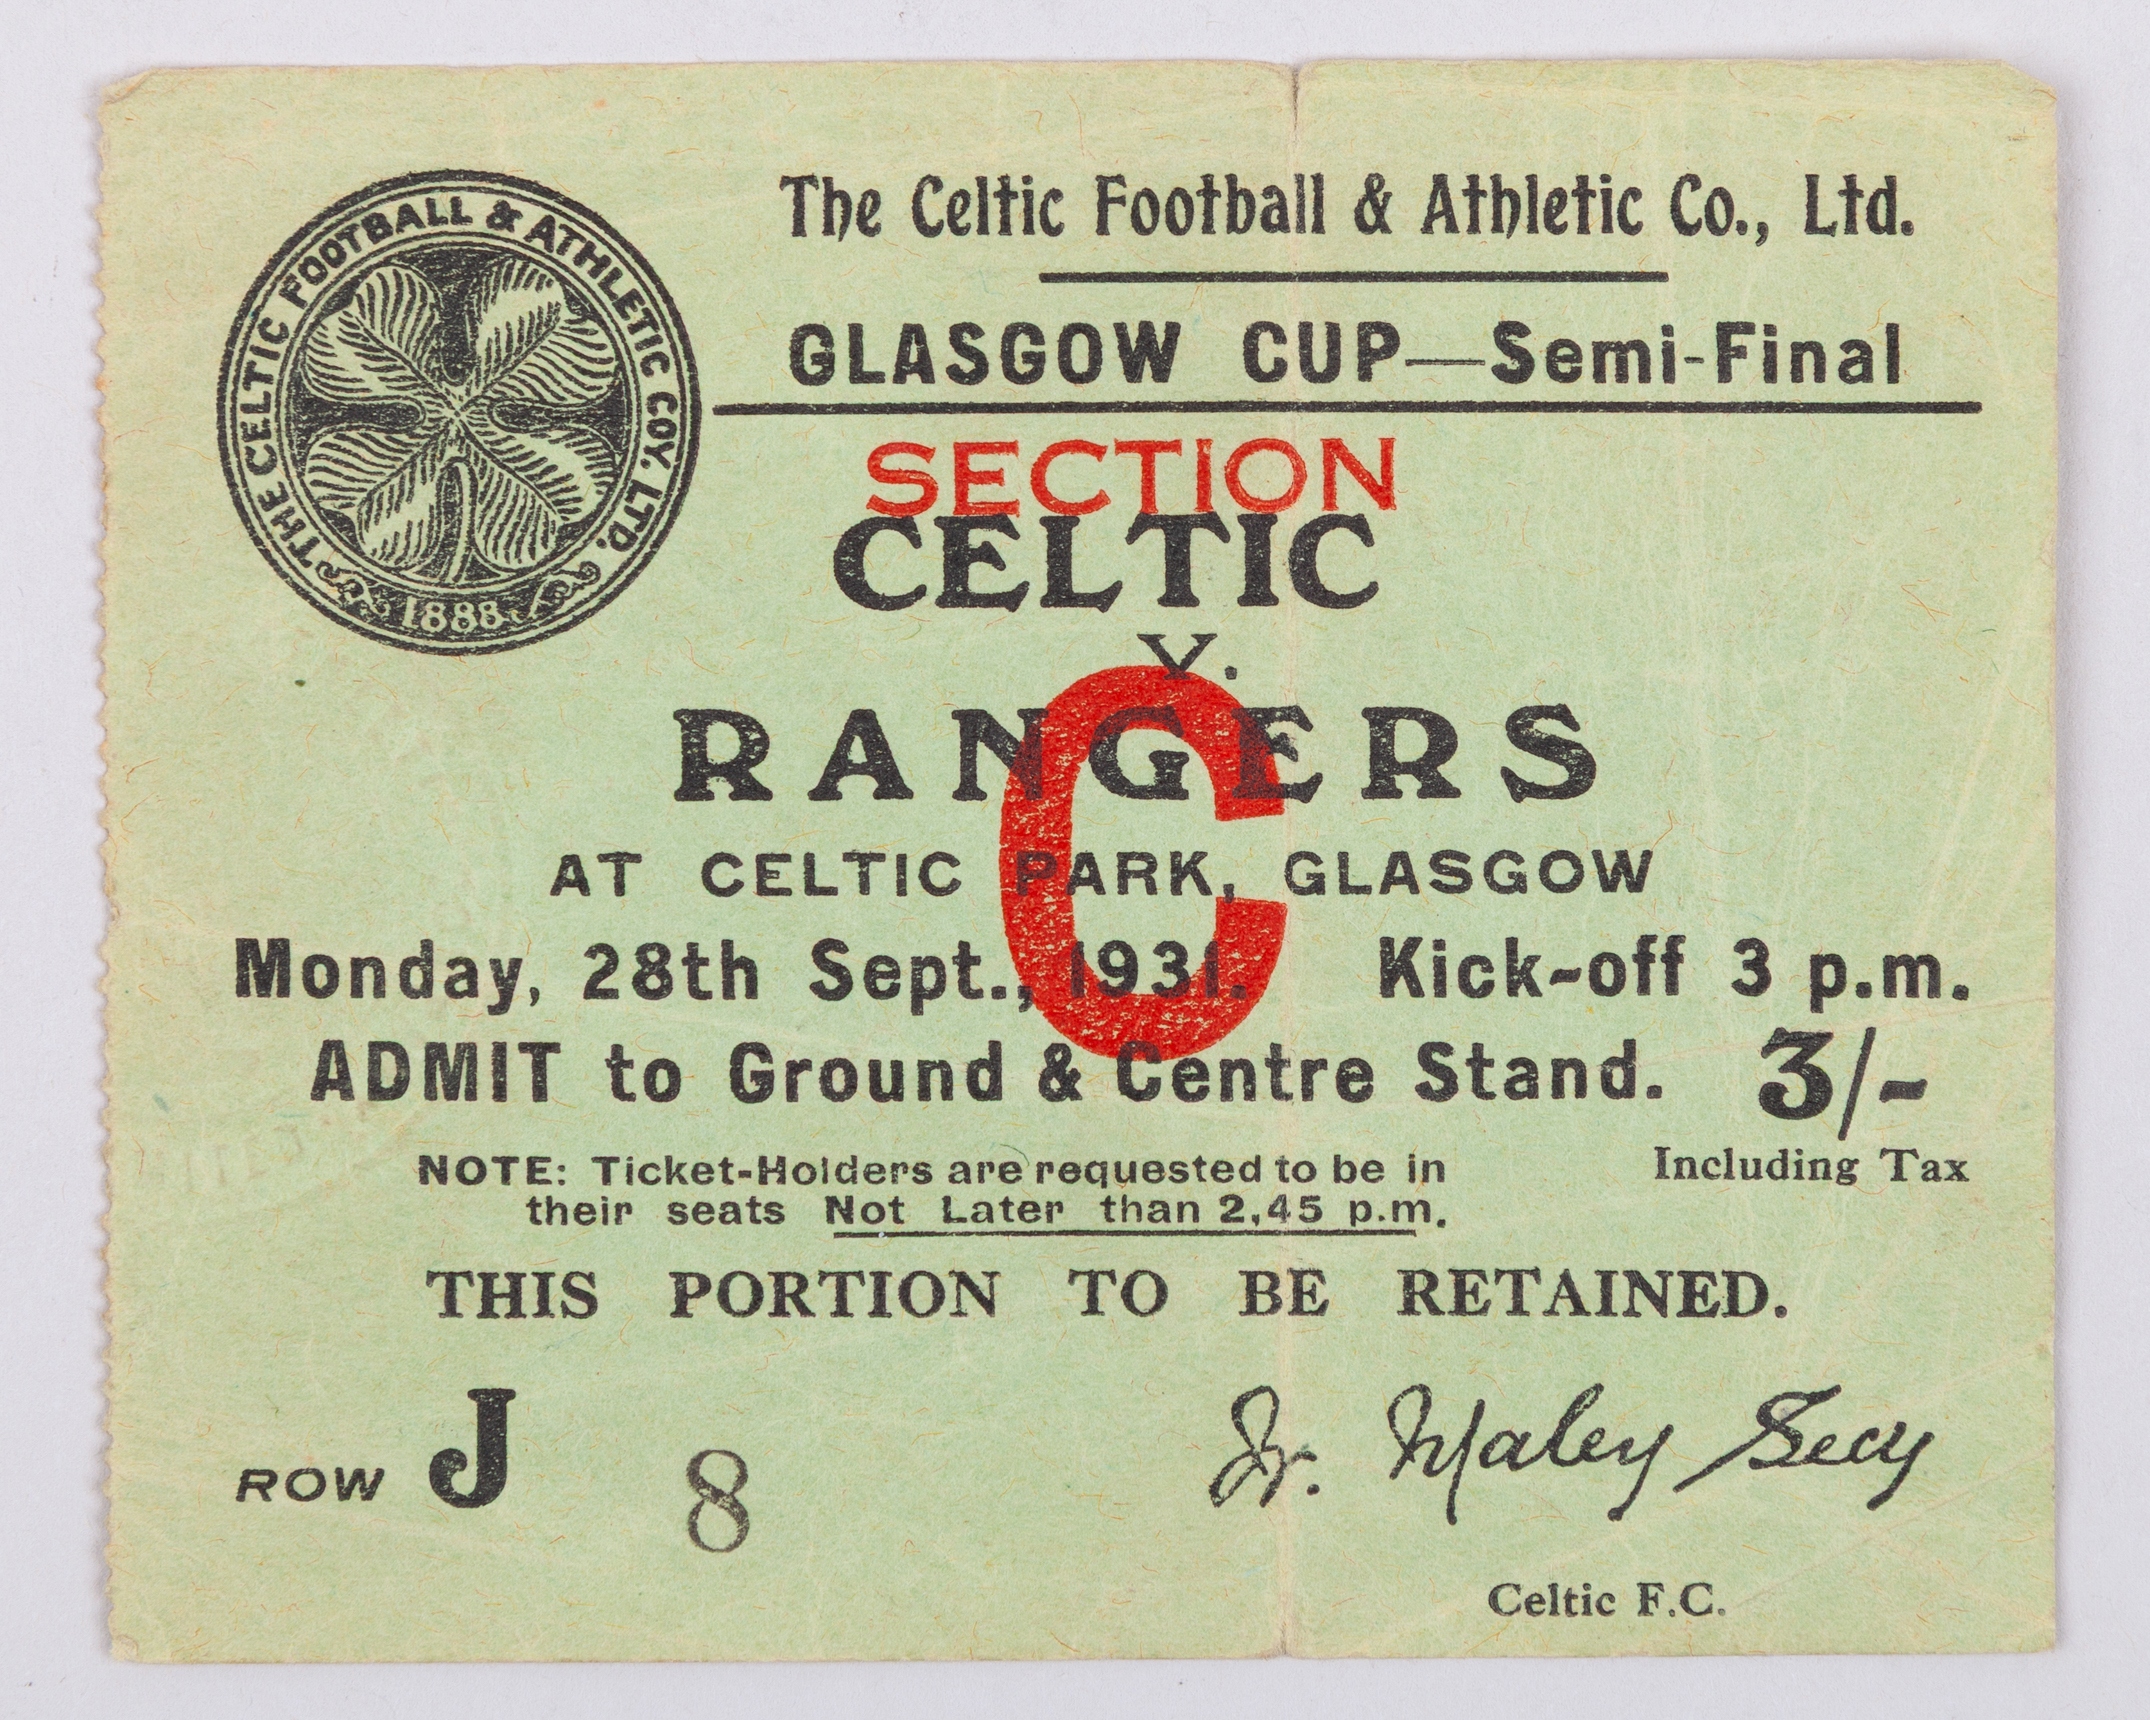 THE CELTIC FOOTBALL & ATHLETIC COY. LTD.
1888
The Celtic Football & Athletic Co., Ltd.
GLASGOW CUP—Semi-Final
SECTION
C
CELTIC
v.
RANGERS
AT CELTIC PARK, GLASGOW
Monday, 28th Sept., 1931. Kick-off 3 p.m.
ADMIT to Ground & Centre Stand. 3/-
Including Tax
NOTE: Ticket-Holders are requested to be in
their seats Not Later than 2,45 p.m.
THIS PORTION TO BE RETAINED.
ROW J 8
Maley Secy
Celtic F.C.